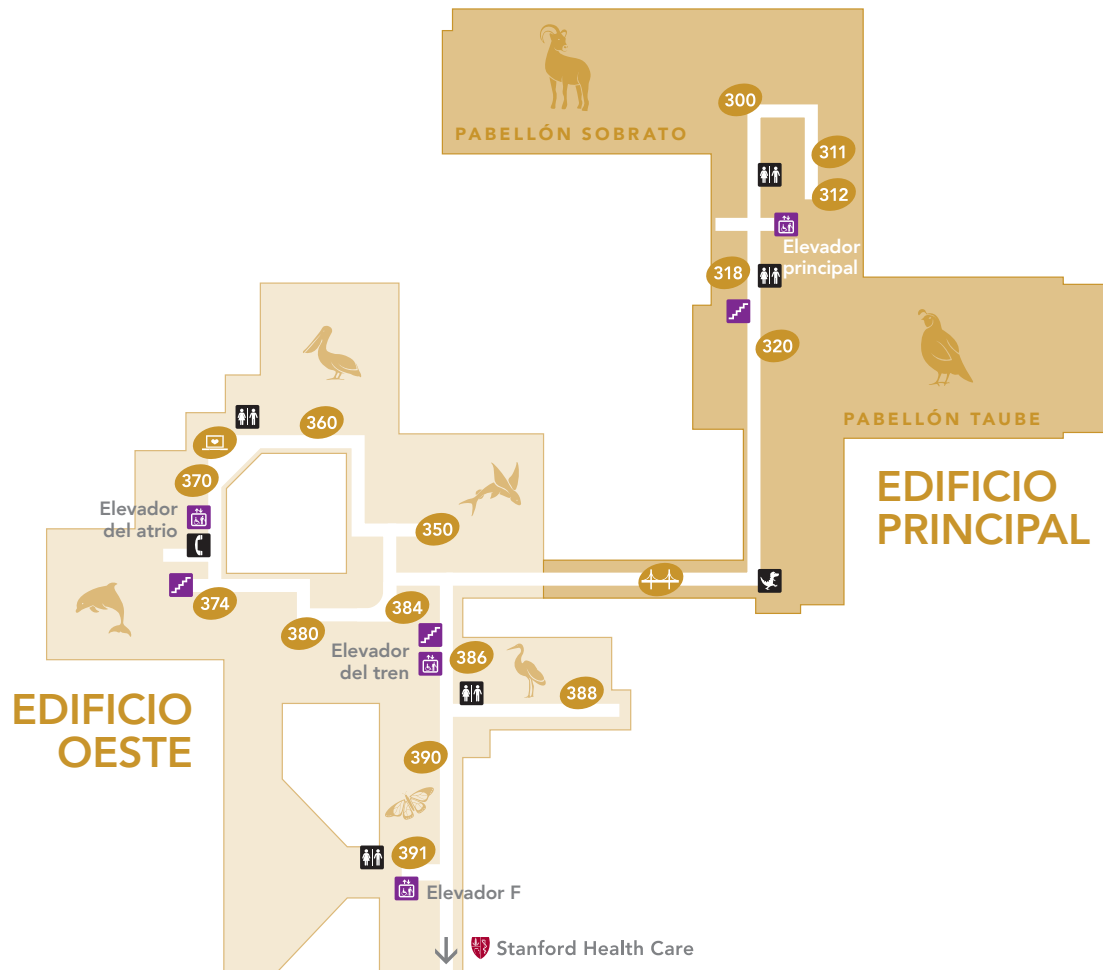 300
PABELLÓN SOBRATO
311
312
Elevador
principal
318
320
PABELLÓN TAUBE
360
370
Elevador
del atrio
350
EDIFICIO
PRINCIPAL
374
380
384
Elevador
del tren
386
388
EDIFICIO
OESTE
390
391
Elevador F
Stanford Health Care